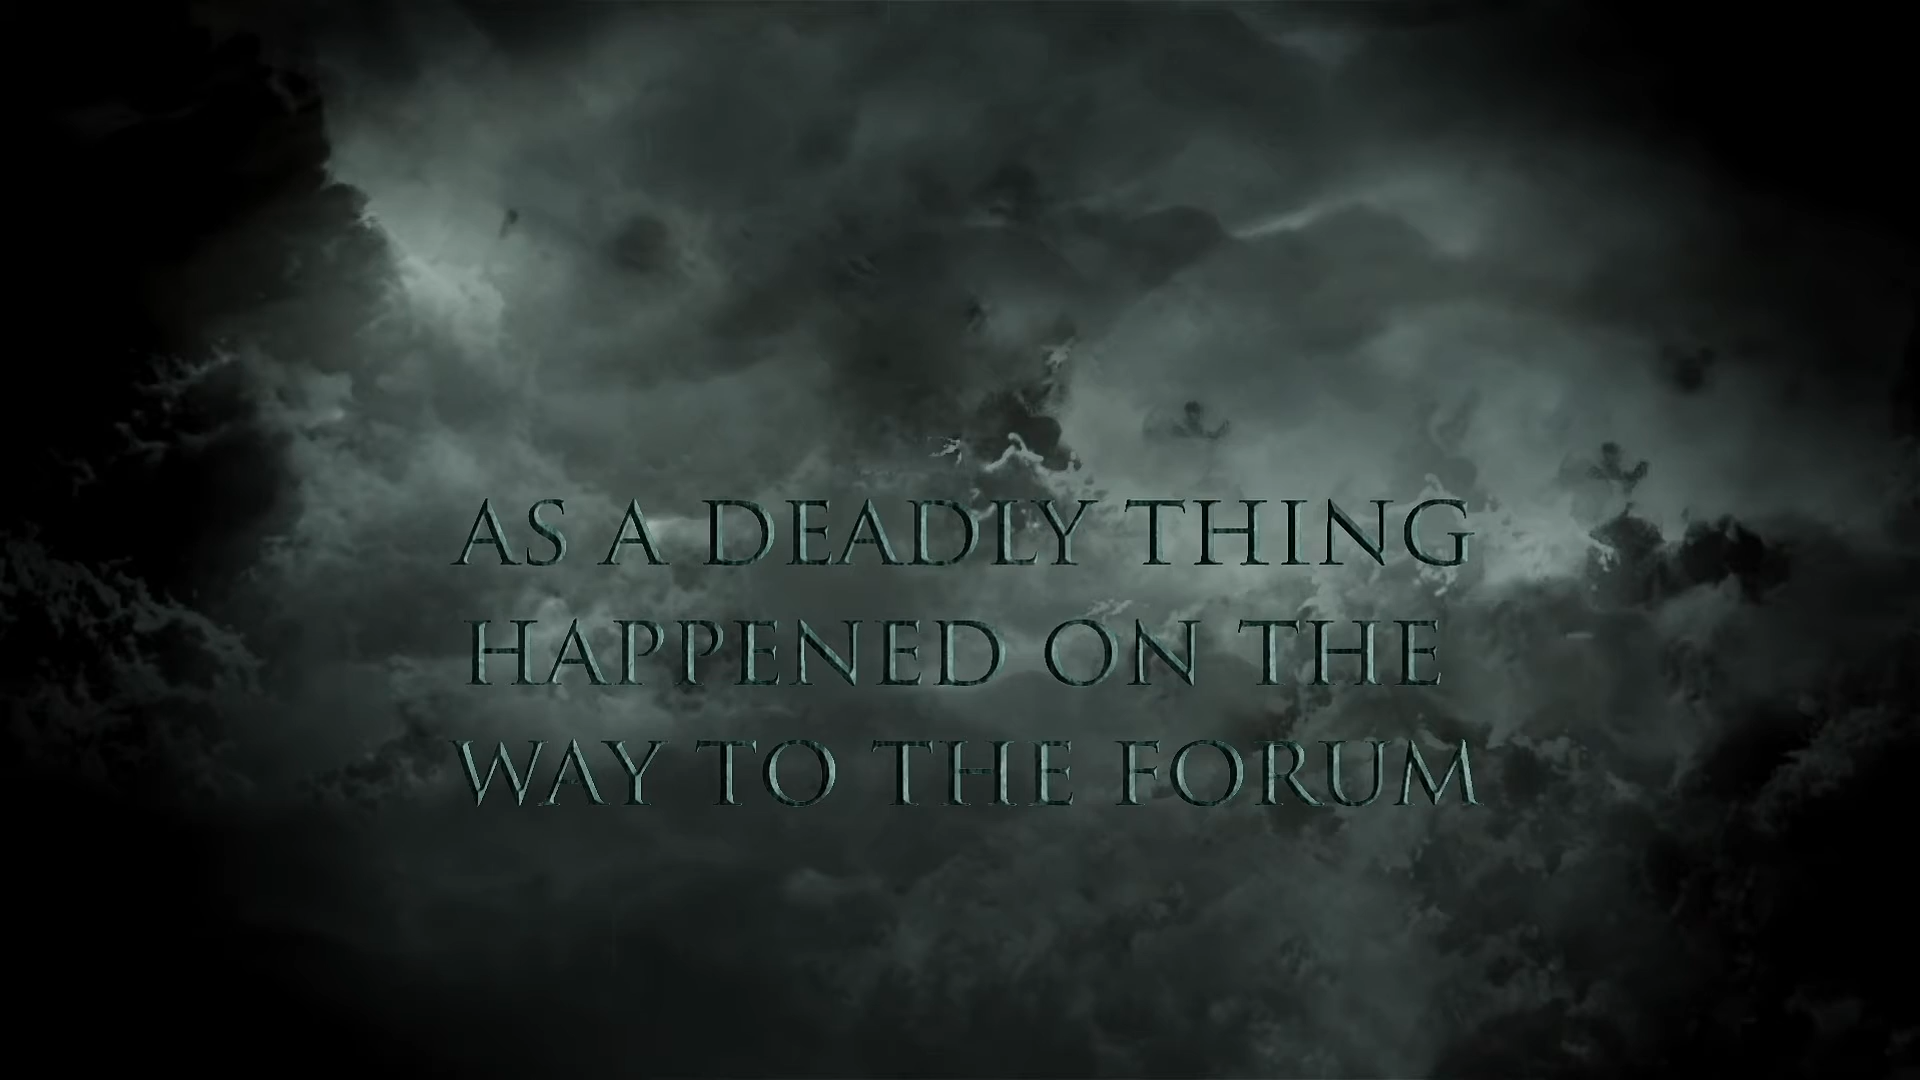 AS A DEADLY THING
HAPPENED ON THE
WAY TO THE FORUM